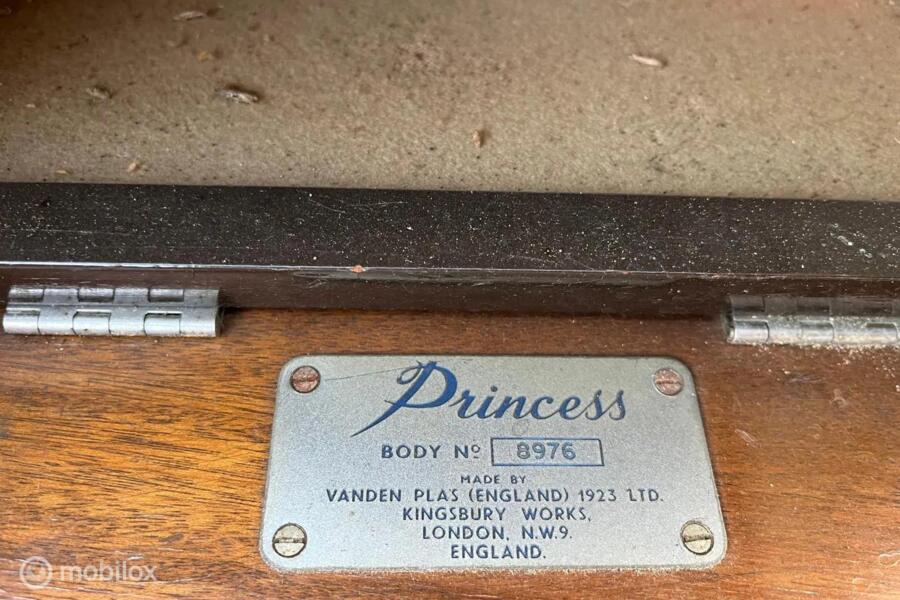 Princess
BODY Nº 8976
MADE BY
VANDEN PLAS (ENGLAND) 1923 LTD.
KINGSBURY WORKS,
LONDON, N.W.9.
ENGLAND.
mobilox